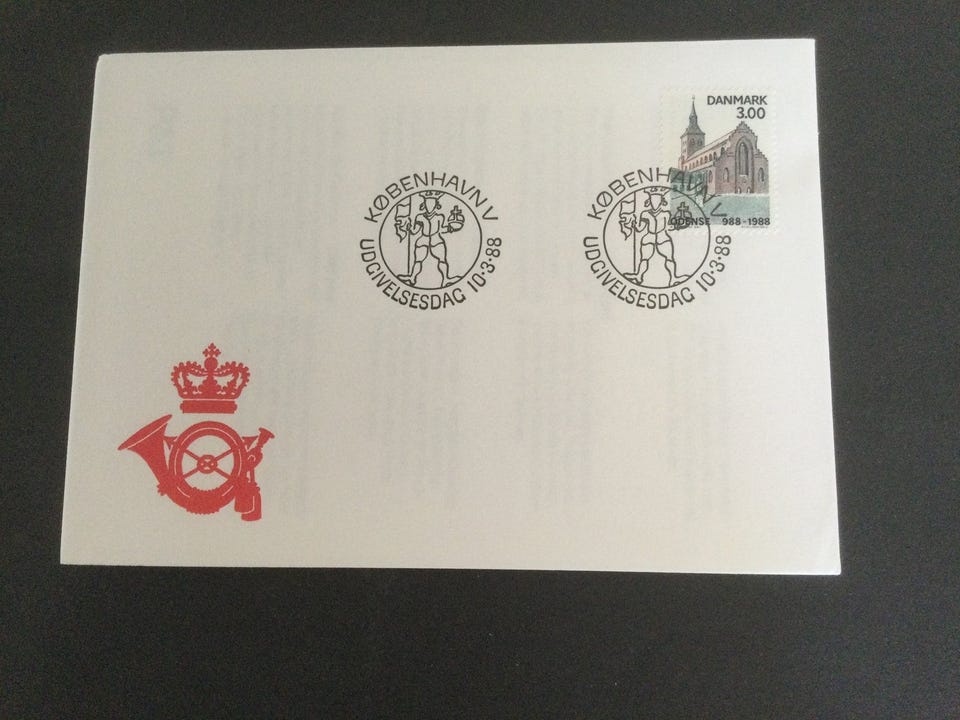 DANMARK
3.00
ODENSE 988-1988
KØBENHAVN V
UDGIVELSESDAG 10·3·88
KØBENHAVN V
UDGIVELSESDAG 10·3·88